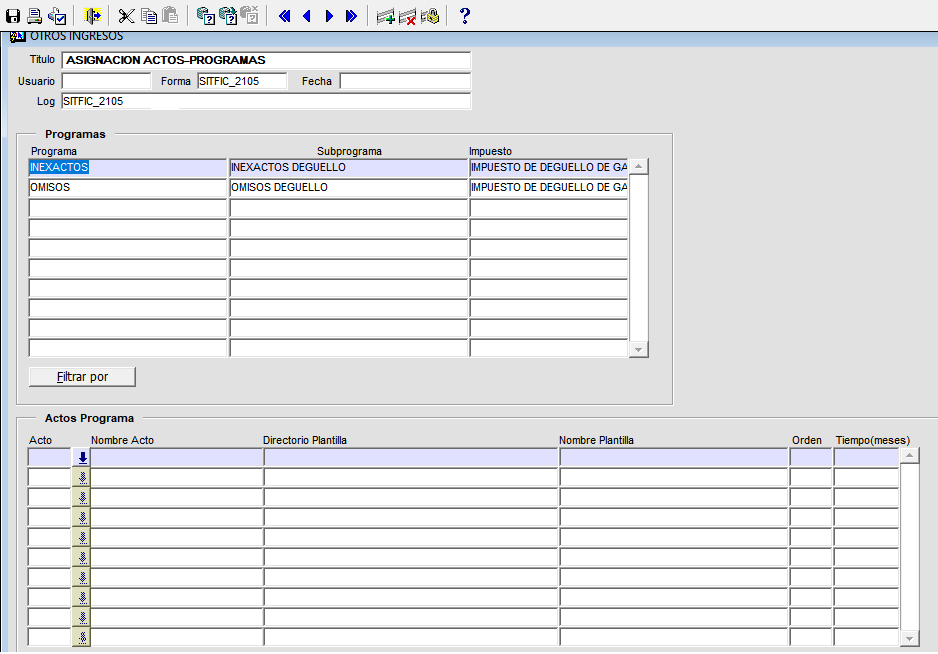 OTROS INGRESOS
Titulo ASIGNACION ACTOS-PROGRAMAS
Usuario Forma SITFIC_2105 Fecha
Log SITFIC_2105
Programas
Programa Subprograma Impuesto
INEXACTOS INEXACTOS DEGUELLO IMPUESTO DE DEGUELLO DE GA
OMISOS OMISOS DEGUELLO IMPUESTO DE DEGUELLO DE GA
Filtrar por
Actos Programa
Acto Nombre Acto Directorio Plantilla Nombre Plantilla Orden Tiempo(meses)